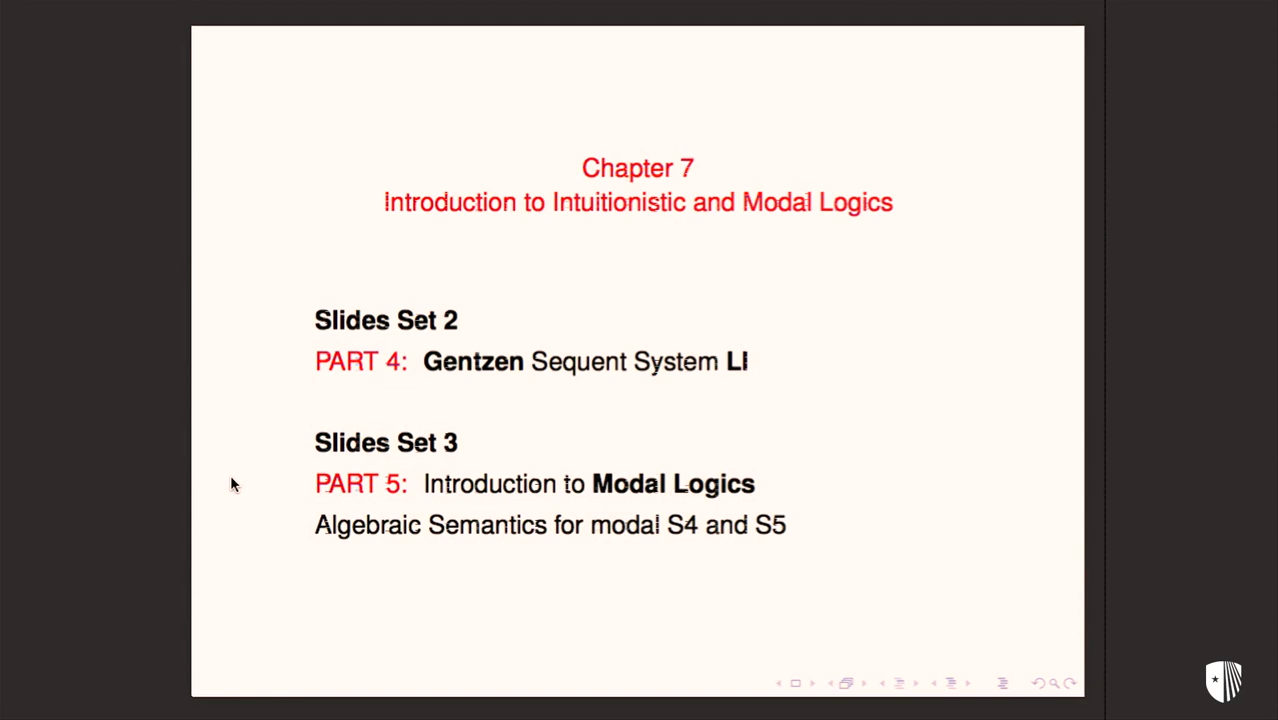 Chapter 7
Introduction to Intuitionistic and Modal Logics
Slides Set 2
PART 4: Gentzen Sequent System LI
Slides Set 3
PART 5: Introduction to Modal Logics
Algebraic Semantics for modal S4 and S5